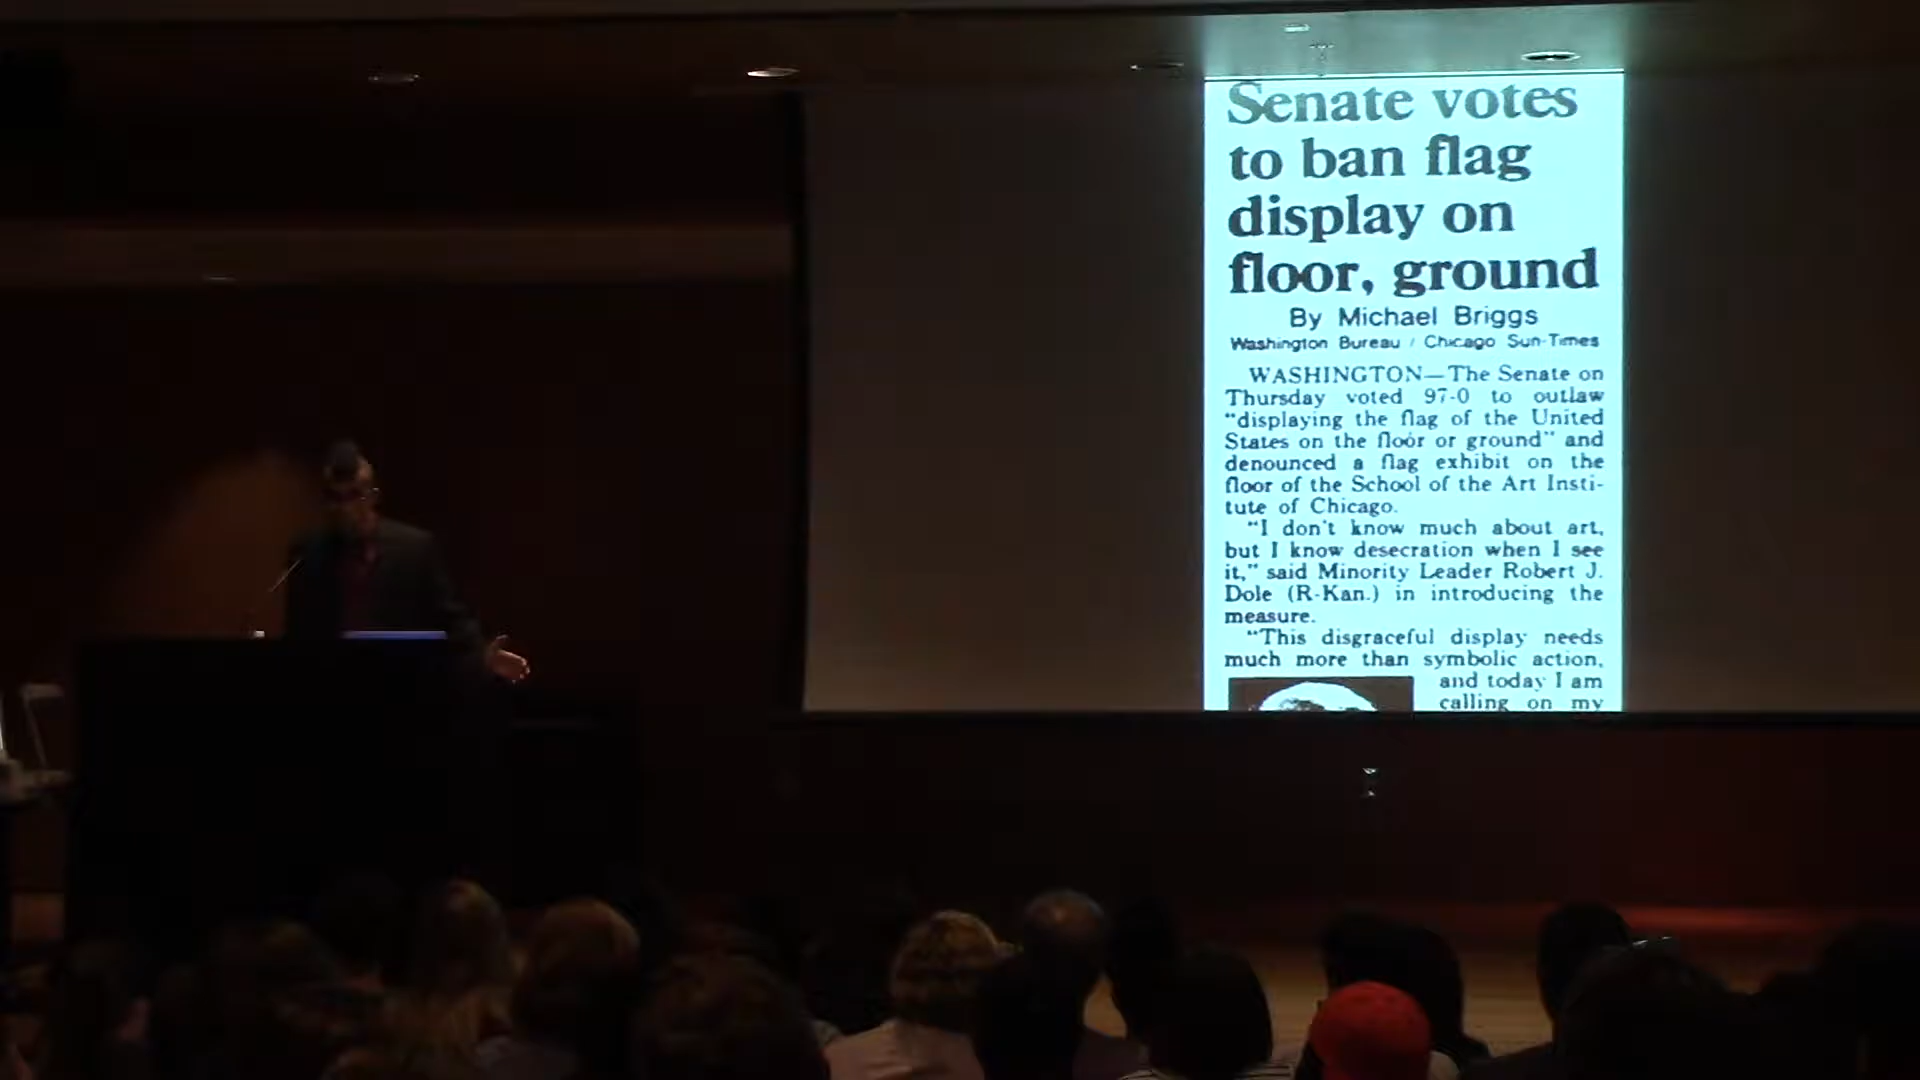 Senate votes
to ban flag
display on
floor, ground
By Michael Briggs
Washington Bureau / Chicago Sun-Times
WASHINGTON—The Senate on
Thursday voted 97-0 to outlaw
"displaying the flag of the United
States on the floor or ground" and
denounced a flag exhibit on the
floor of the School of the Art Insti-
tute of Chicago.
"I don't know much about art,
but I know desecration when I see
it," said Minority Leader Robert J.
Dole (R-Kan.) in introducing the
measure.
"This disgraceful display needs
much more than symbolic action,
and today I am
calling on my